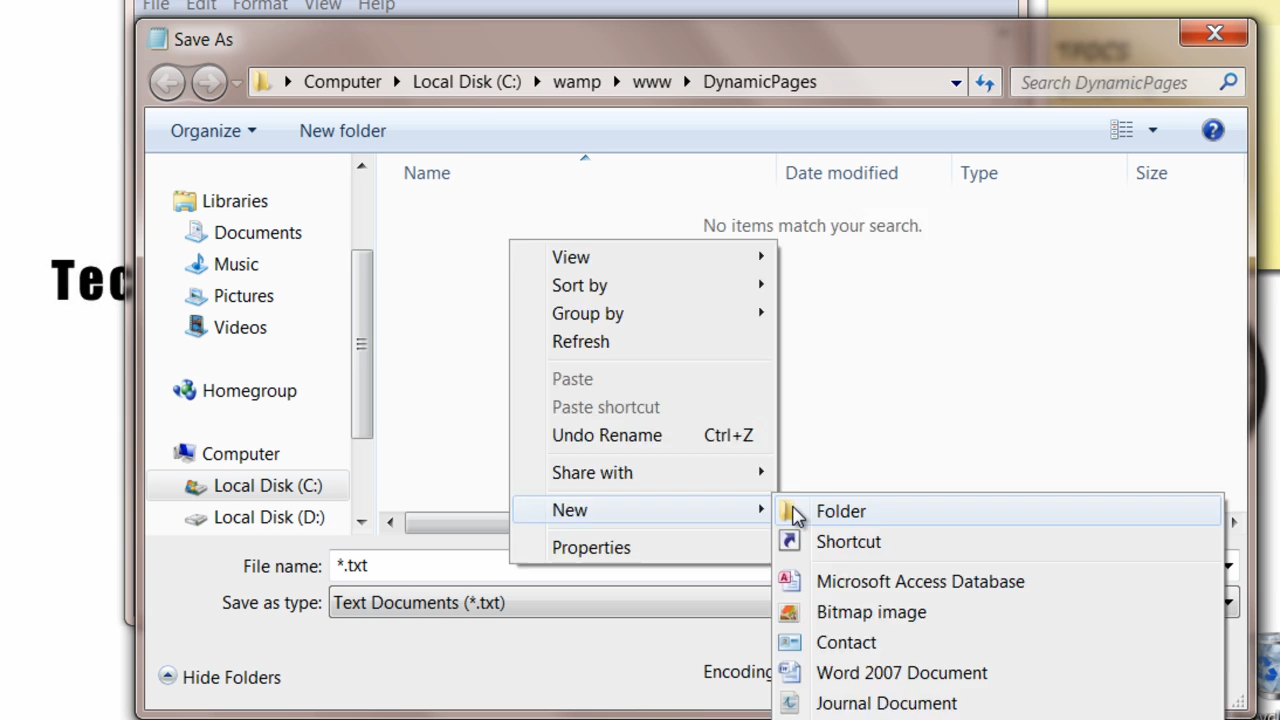 File Edit Format View Help
Save As
Computer Local Disk (C:) wamp www DynamicPages
Search DynamicPages
Organize New folder
Name Date modified Type Size
No items match your search.
Libraries
Documents
Music
Pictures
Videos
Homegroup
Computer
Local Disk (C:)
Local Disk (D:)
View
Sort by
Group by
Refresh
Paste
Paste shortcut
Undo Rename Ctrl+Z
Share with
New
Properties
Folder
Shortcut
Microsoft Access Database
Bitmap image
Contact
Word 2007 Document
Journal Document
File name: *.txt
Save as type: Text Documents (*.txt)
Hide Folders
Encoding
Tec